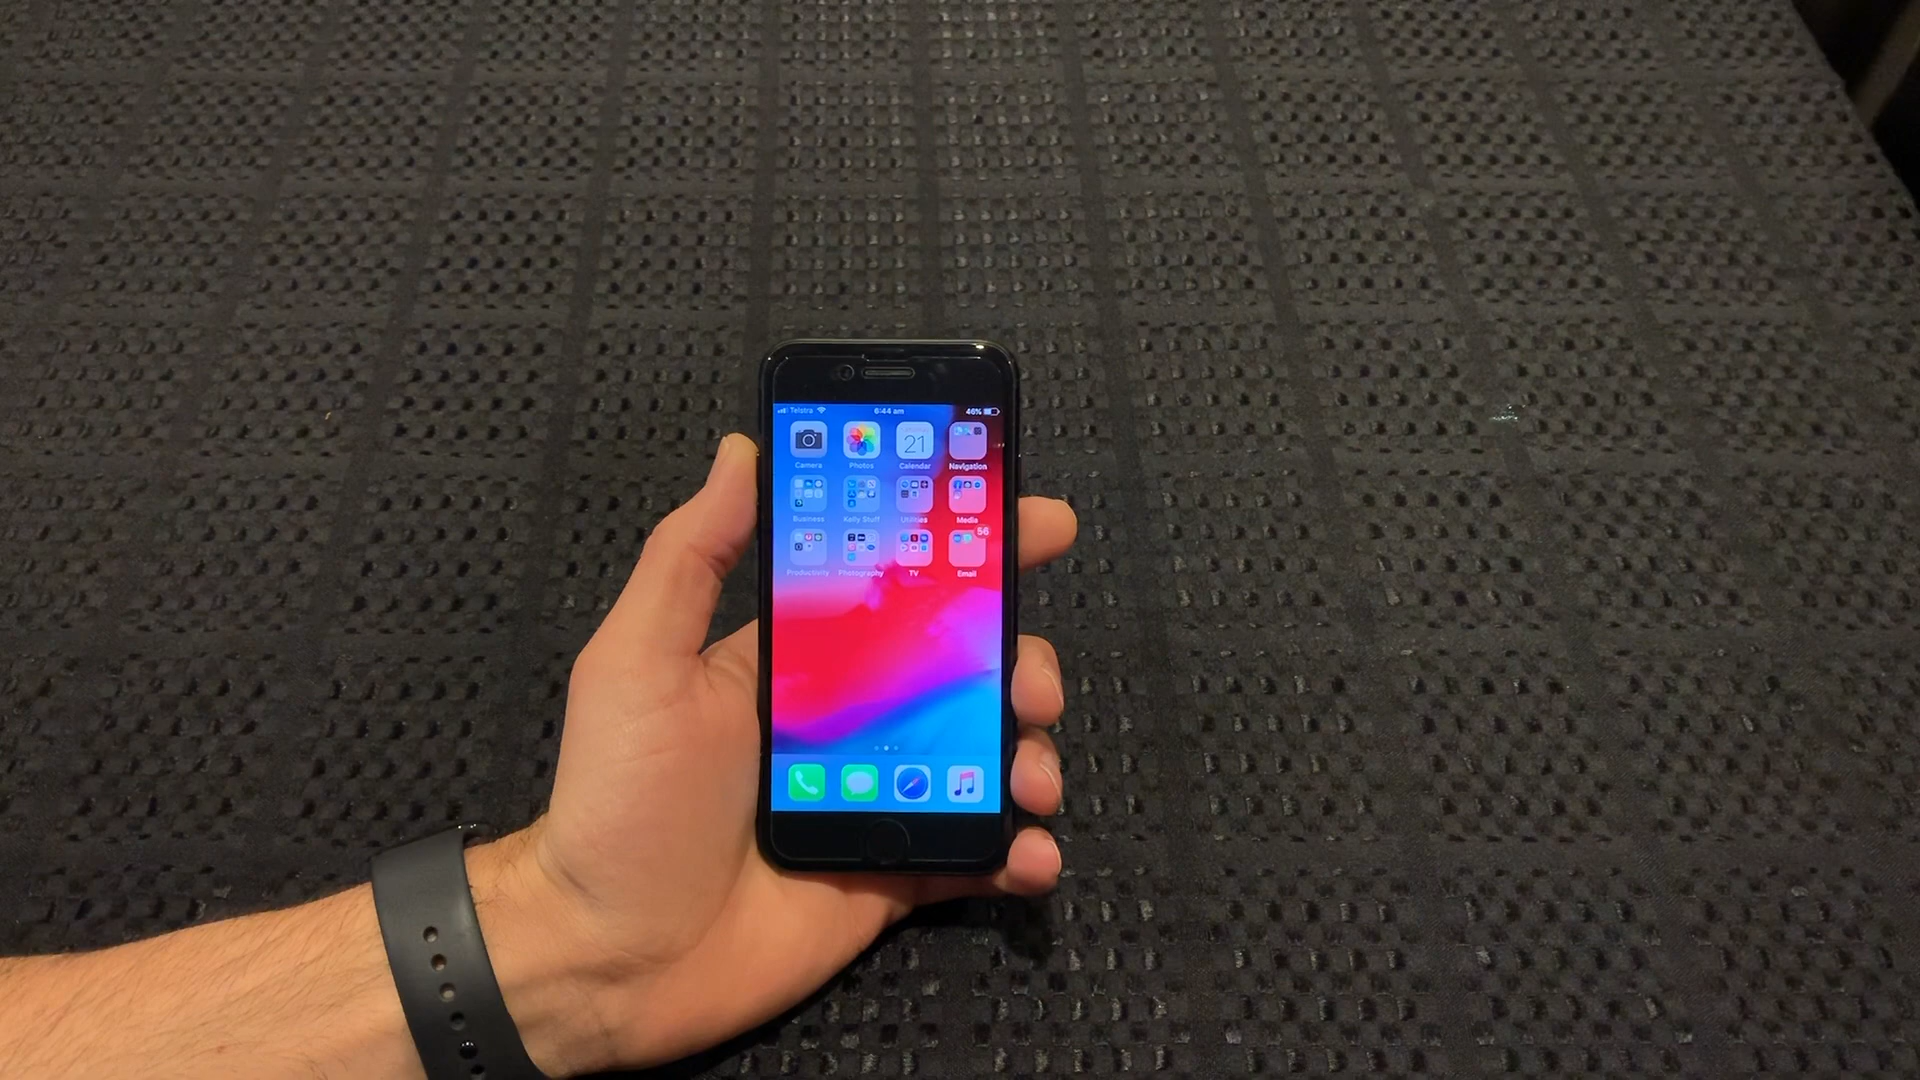 Telstra 6:44 am 46%
21
Camera Photos Calendar Navigation
Business Kelly Stuff Utilities Media
56
Productivity Photography TV Email